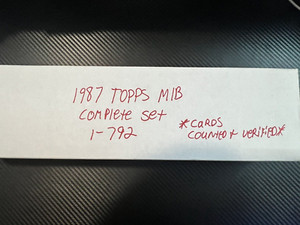 1987 TOPPS MIB
COMPLETE SET
1-792
*CARDS
COUNTED + VERIFIED*